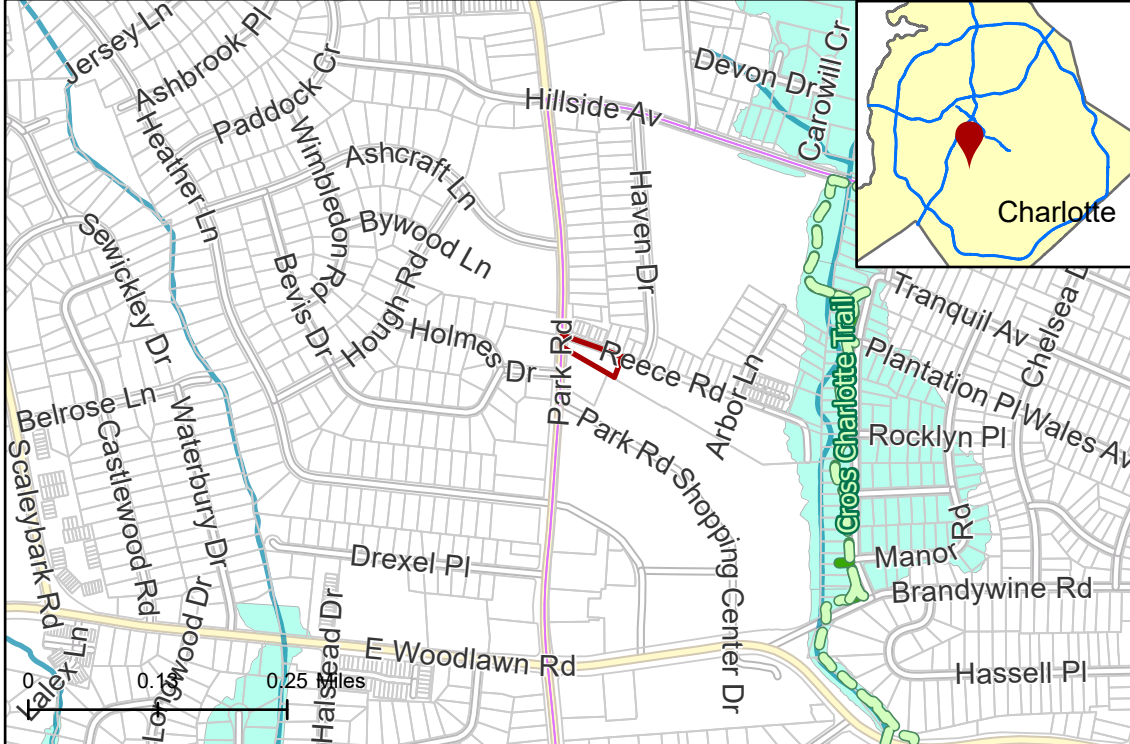 Jersey Ln
Ashbrook Pl
Paddock Cr
Heather Ln
Wimbledon Rd
Ashcraft Ln
Bywood Ln
Hough Rd
Bevis Dr
Sewickley Dr
Hillside Av
Devon Dr
Carowill Cr
Haven Dr
Charlotte
Holmes Dr
Park Rd
Reece Rd
Arbor Ln
Cross Charlotte Trail
Tranquil Av
Chelsea D
Plantation Pl
Wales Av
Rocklyn Pl
Belrose Ln
Castlewood Rd
Waterbury Dr
Scaleybark Rd
Park Rd Shopping Center Dr
Drexel Pl
Manor Rd
Brandywine Rd
Hassell Pl
E Woodlawn Rd
Halstead Dr
Longwood Dr
Yalex Ln
0 0.15 0.25 Miles